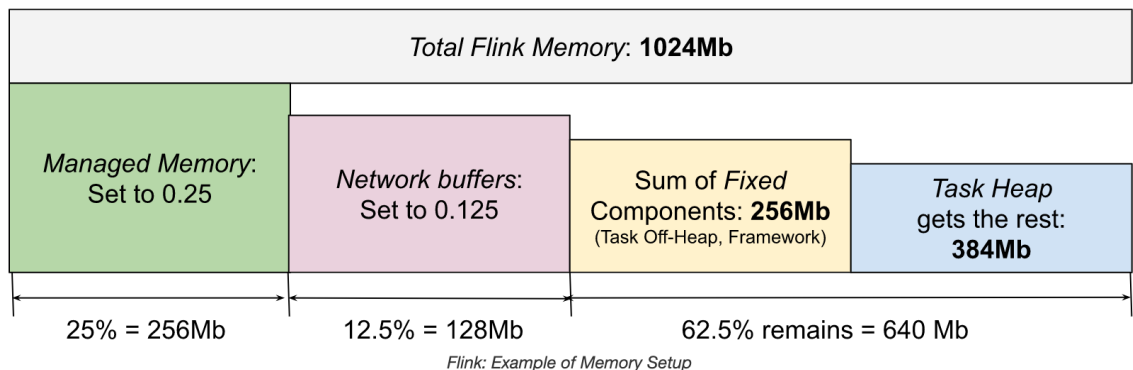 Total Flink Memory: 1024Mb
Managed Memory:
Set to 0.25
Network buffers:
Set to 0.125
Sum of Fixed
Components: 256Mb
(Task Off-Heap, Framework)
Task Heap
gets the rest:
384Mb
25% = 256Mb
12.5% = 128Mb
62.5% remains = 640 Mb
Flink: Example of Memory Setup